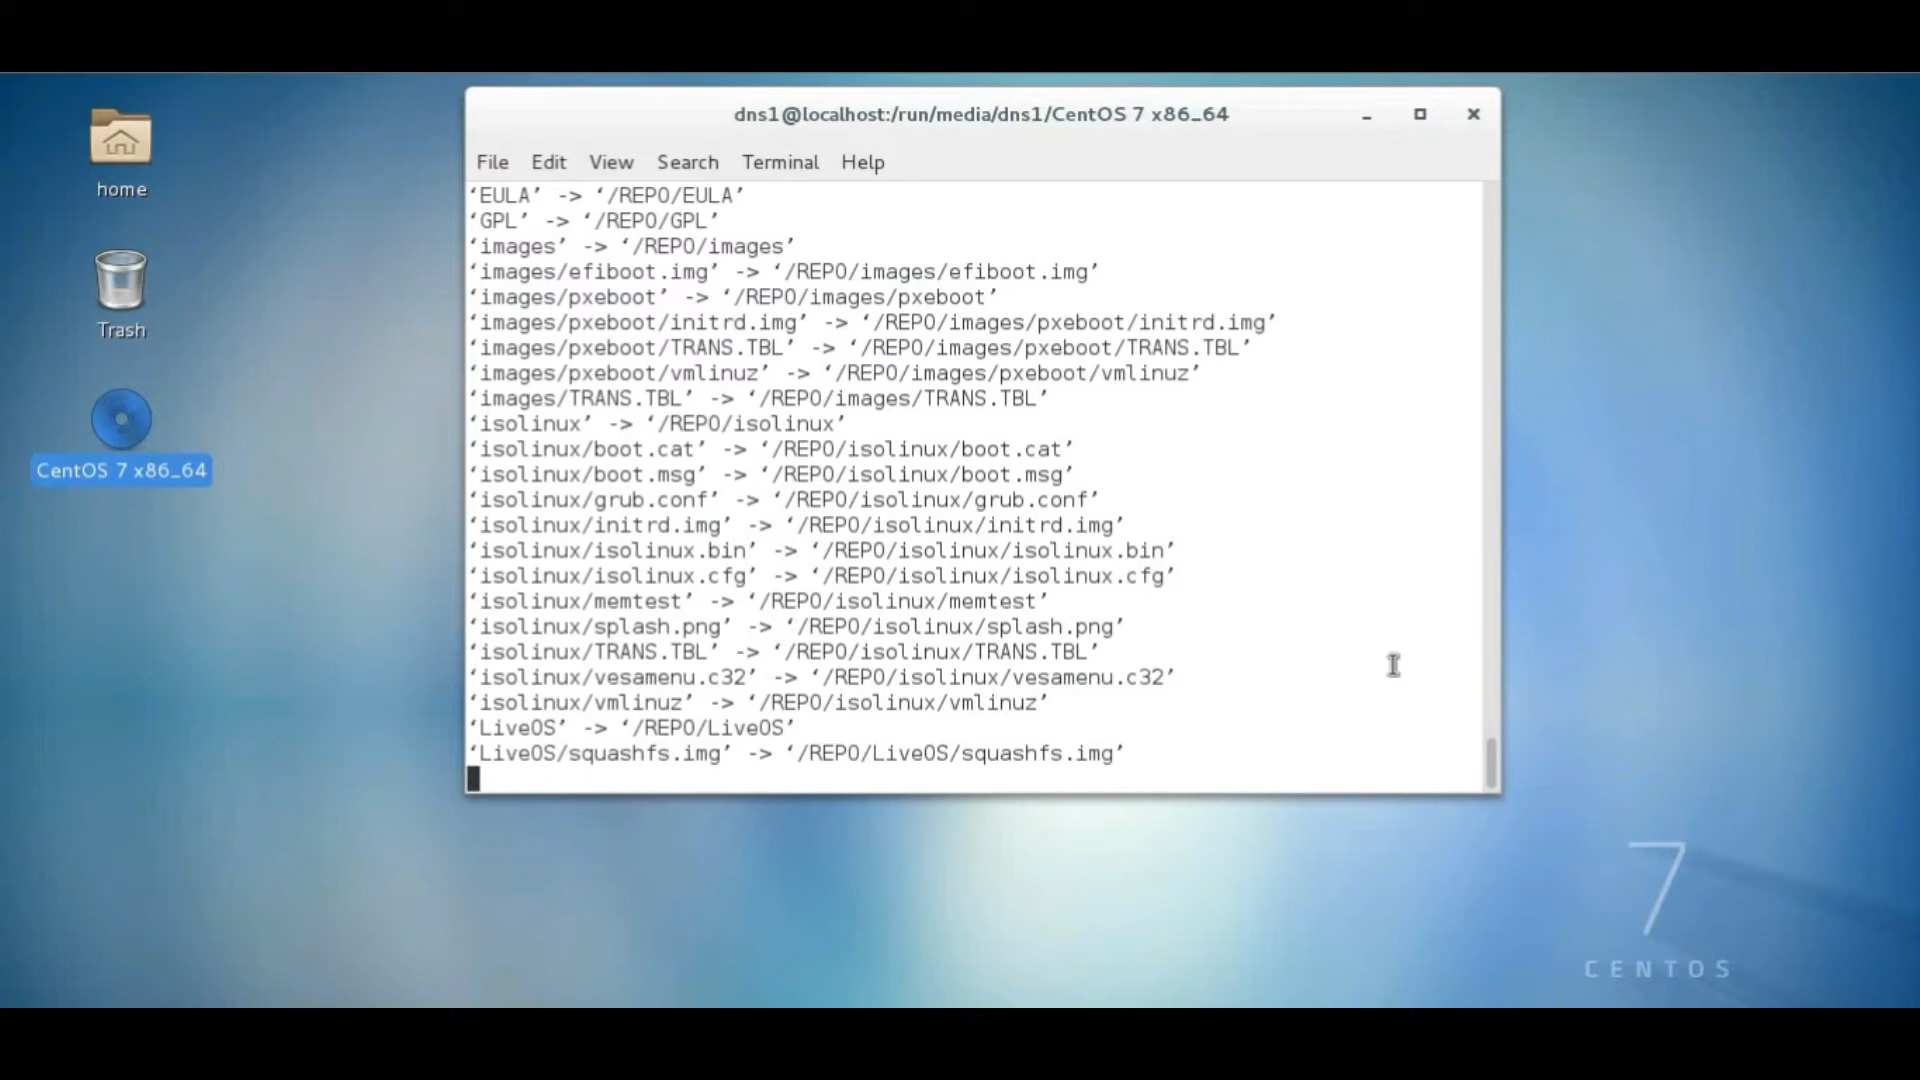 dns1@localhost:/run/media/dns1/CentOS 7 x86_64
File Edit View Search Terminal Help
‘EULA’ -> ‘/REPO/EULA’
‘GPL’ -> ‘/REPO/GPL’
‘images’ -> ‘/REPO/images’
‘images/efiboot.img’ -> ‘/REPO/images/efiboot.img’
‘images/pxeboot’ -> ‘/REPO/images/pxeboot’
‘images/pxeboot/initrd.img’ -> ‘/REPO/images/pxeboot/initrd.img’
‘images/pxeboot/TRANS.TBL’ -> ‘/REPO/images/pxeboot/TRANS.TBL’
‘images/pxeboot/vmlinuz’ -> ‘/REPO/images/pxeboot/vmlinuz’
‘images/TRANS.TBL’ -> ‘/REPO/images/TRANS.TBL’
‘isolinux’ -> ‘/REPO/isolinux’
‘isolinux/boot.cat’ -> ‘/REPO/isolinux/boot.cat’
‘isolinux/boot.msg’ -> ‘/REPO/isolinux/boot.msg’
‘isolinux/grub.conf’ -> ‘/REPO/isolinux/grub.conf’
‘isolinux/initrd.img’ -> ‘/REPO/isolinux/initrd.img’
‘isolinux/isolinux.bin’ -> ‘/REPO/isolinux/isolinux.bin’
‘isolinux/isolinux.cfg’ -> ‘/REPO/isolinux/isolinux.cfg’
‘isolinux/memtest’ -> ‘/REPO/isolinux/memtest’
‘isolinux/splash.png’ -> ‘/REPO/isolinux/splash.png’
‘isolinux/TRANS.TBL’ -> ‘/REPO/isolinux/TRANS.TBL’
‘isolinux/vesamenu.c32’ -> ‘/REPO/isolinux/vesamenu.c32’
‘isolinux/vmlinuz’ -> ‘/REPO/isolinux/vmlinuz’
‘LiveOS’ -> ‘/REPO/LiveOS’
‘LiveOS/squashfs.img’ -> ‘/REPO/LiveOS/squashfs.img’
home
Trash
CentOS 7 x86_64
7
CENTOS